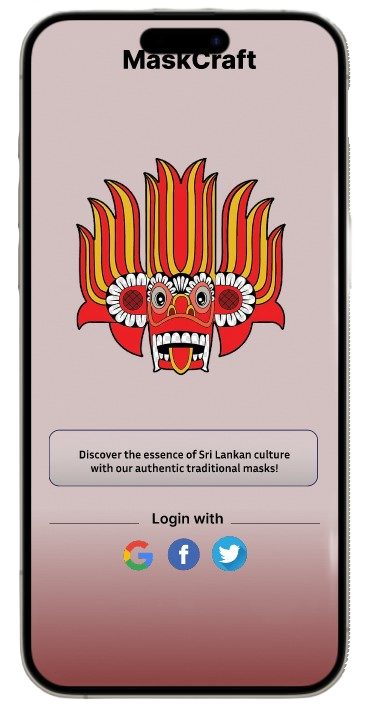 MaskCraft
Discover the essence of Sri Lankan culture
with our authentic traditional masks!
Login with